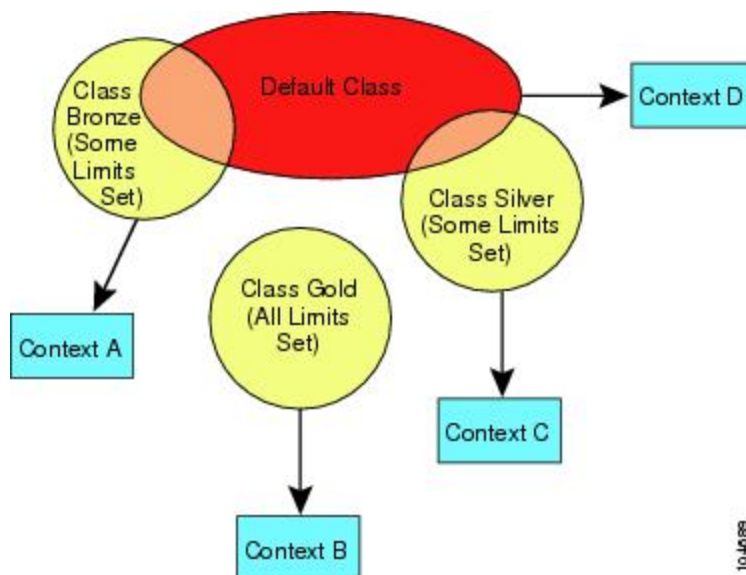 Default Class
Class
Bronze
(Some
Limits
Set)
Context D
Class Silver
(Some Limits
Set)
Class Gold
(All Limits
Set)
Context A
Context C
Context B